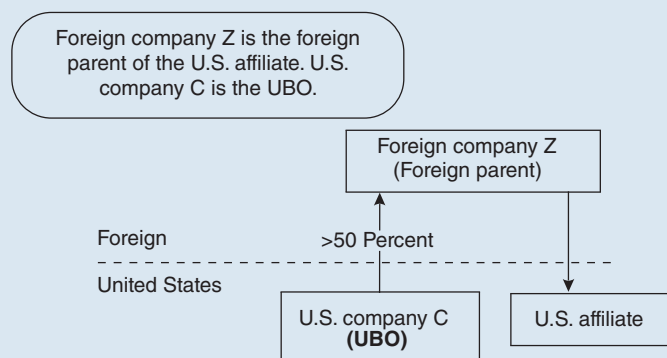 Foreign company Z is the foreign
parent of the U.S. affiliate. U.S.
company C is the UBO.
Foreign company Z
(Foreign parent)
Foreign
>50 Percent
United States
U.S. company C
(UBO)
U.S. affiliate